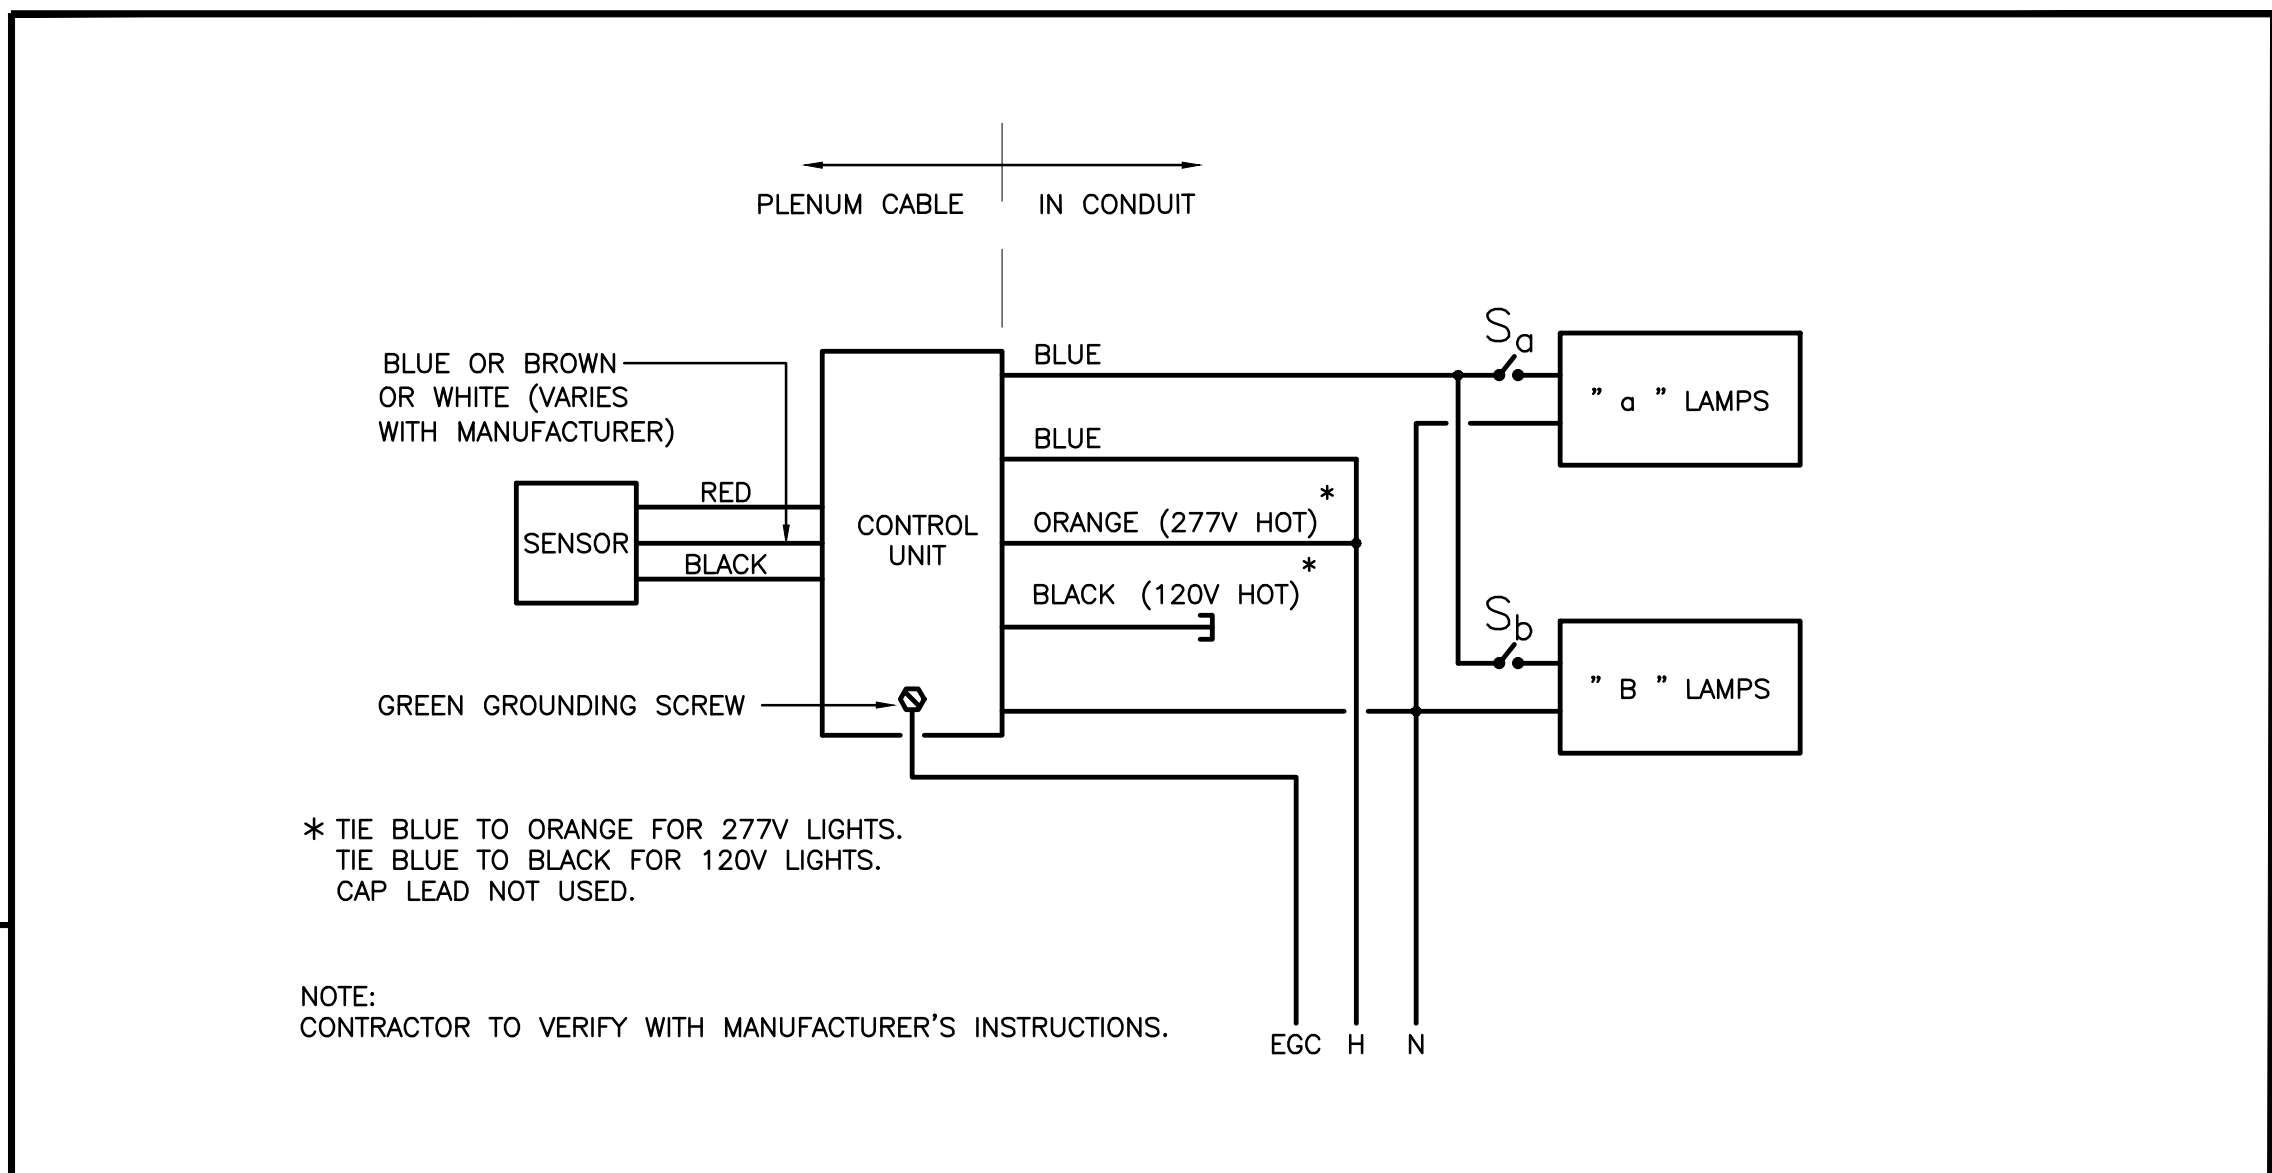 PLENUM CABLE IN CONDUIT
BLUE OR BROWN
OR WHITE (VARIES
WITH MANUFACTURER)
RED
SENSOR
BLACK
CONTROL
UNIT
GREEN GROUNDING SCREW
BLUE
BLUE
ORANGE (277V HOT)*
BLACK (120V HOT)*
Sa
" a " LAMPS
Sb
" B " LAMPS
* TIE BLUE TO ORANGE FOR 277V LIGHTS.
TIE BLUE TO BLACK FOR 120V LIGHTS.
CAP LEAD NOT USED.
NOTE:
CONTRACTOR TO VERIFY WITH MANUFACTURER'S INSTRUCTIONS.
EGC H N